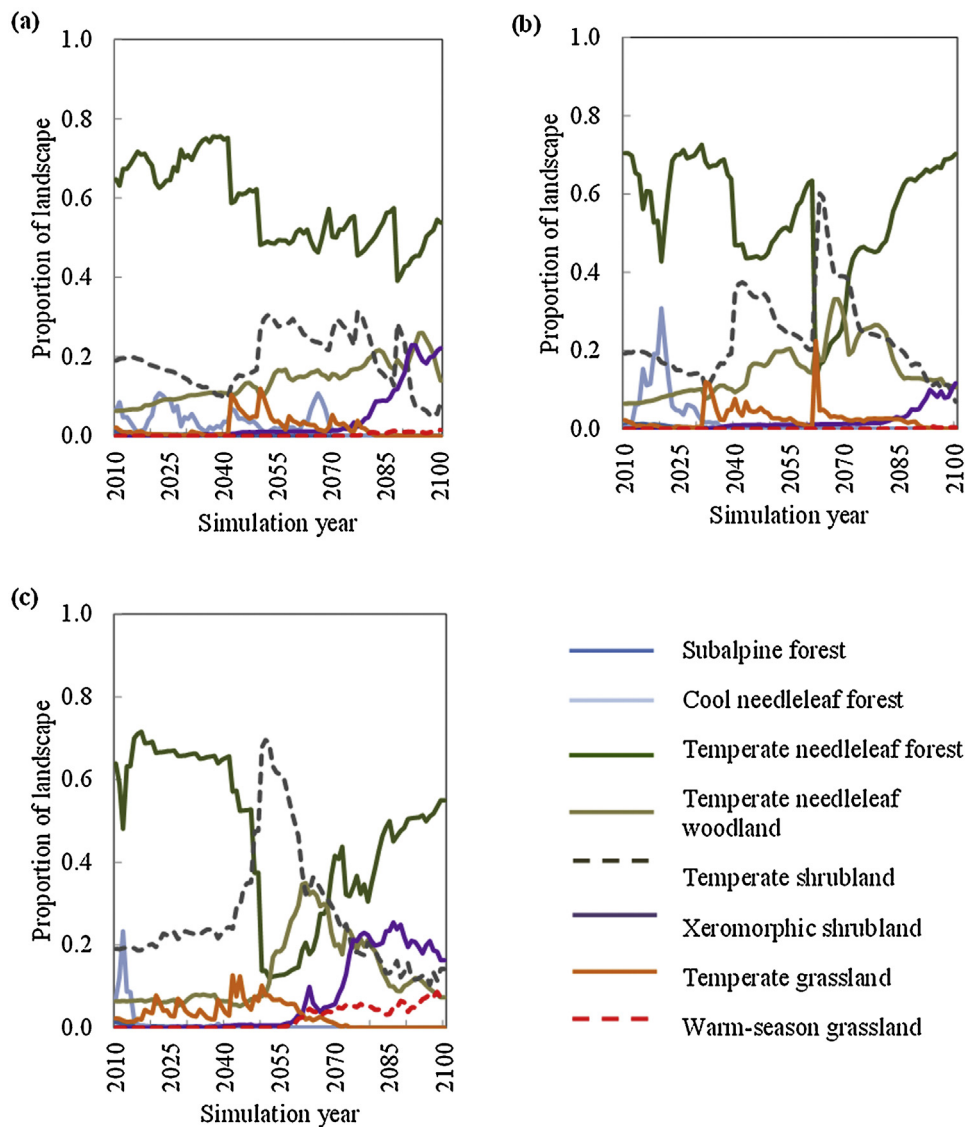 (a)
1.0
0.8
0.6
0.4
0.2
0.0
Proportion of landscape
2010
2025
2040
2055
2070
2085
2100
Simulation year
(b)
1.0
0.8
0.6
0.4
0.2
0.0
Proportion of landscape
2010
2025
2040
2055
2070
2085
2100
Simulation year
(c)
1.0
0.8
0.6
0.4
0.2
0.0
Proportion of landscape
2010
2025
2040
2055
2070
2085
2100
Simulation year
Subalpine forest
Cool needleleaf forest
Temperate needleleaf forest
Temperate needleleaf
woodland
Temperate shrubland
Xeromorphic shrubland
Temperate grassland
Warm-season grassland